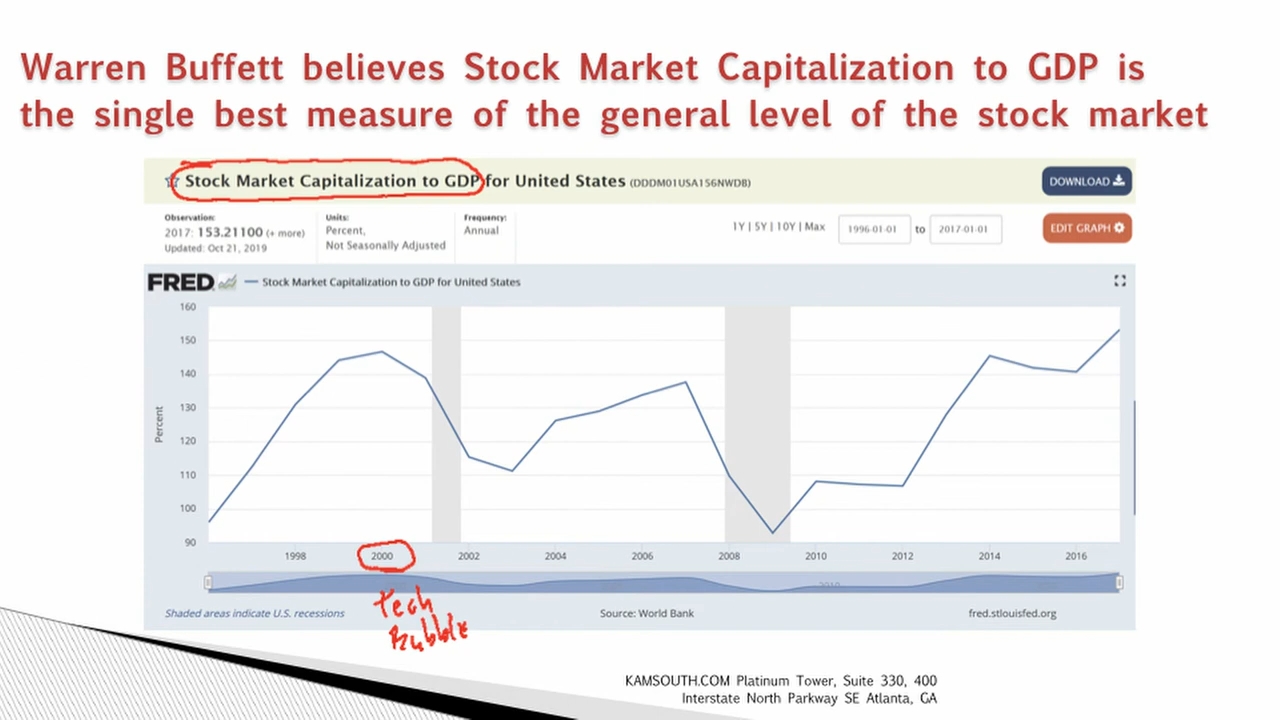 Warren Buffett believes Stock Market Capitalization to GDP is
the single best measure of the general level of the stock market
Stock Market Capitalization to GDP for United States (DDDM01USA156NWDB)
DOWNLOAD
Observation:
2017: 153.21100 (+ more)
Updated: Oct 21, 2019
Units:
Percent,
Not Seasonally Adjusted
Frequency:
Annual
1Y | 5Y | 10Y | Max
1996-01-01 to 2017-01-01
EDIT GRAPH
FRED
Stock Market Capitalization to GDP for United States
Percent
160
150
140
130
120
110
100
90
1998 2000 2002 2004 2006 2008 2010 2012 2014 2016
2010
Shaded areas indicate U.S. recessions
Source: World Bank
fred.stlouisfed.org
Tech
Bubble
KAMSOUTH.COM Platinum Tower, Suite 330, 400
Interstate North Parkway SE Atlanta, GA